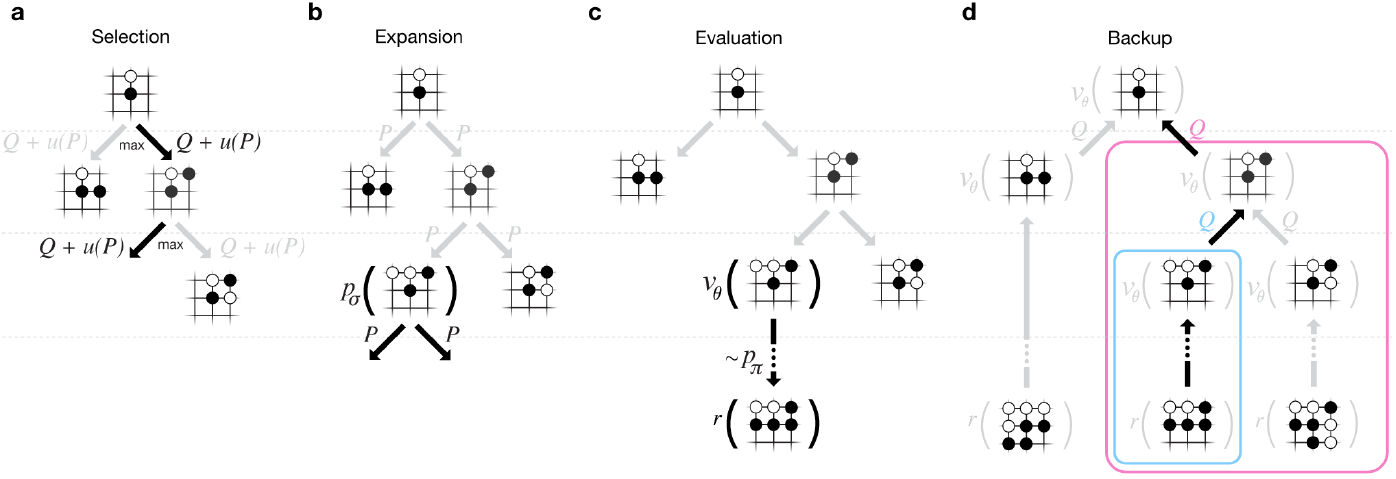 a
Selection
Q + u(P)
max
Q + u(P)
Q + u(P)
max
Q + u(P)
b
Expansion
P
P
P
P
pσ
P
P
c
Evaluation
vθ
~pπ
r
d
Backup
vθ
Q
Q
vθ
vθ
Q
Q
vθ
vθ
r
r
r